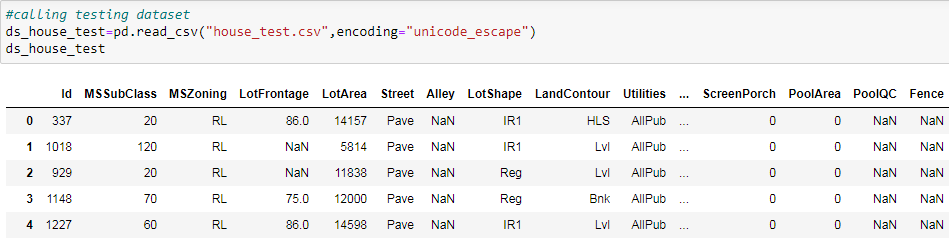 #calling testing dataset
ds_house_test=pd.read_csv("house_test.csv",encoding="unicode_escape")
ds_house_test
Id MSSubClass MSZoning LotFrontage LotArea Street Alley LotShape LandContour Utilities ... ScreenPorch PoolArea PoolQC Fence
0 337 20 RL 86.0 14157 Pave NaN IR1 HLS AllPub ... 0 0 NaN NaN
1 1018 120 RL NaN 5814 Pave NaN IR1 Lvl AllPub ... 0 0 NaN NaN
2 929 20 RL NaN 11838 Pave NaN Reg Lvl AllPub ... 0 0 NaN NaN
3 1148 70 RL 75.0 12000 Pave NaN Reg Bnk AllPub ... 0 0 NaN NaN
4 1227 60 RL 86.0 14598 Pave NaN IR1 Lvl AllPub ... 0 0 NaN NaN